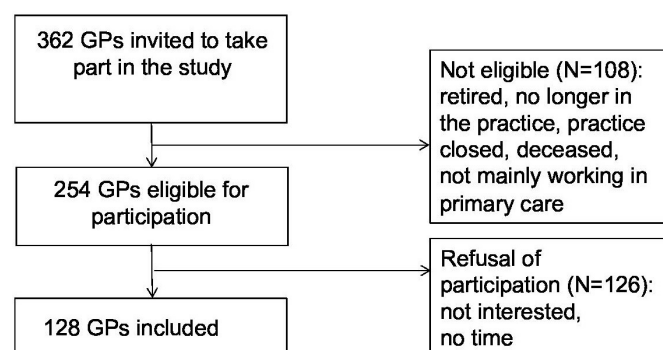 362 GPs invited to take
part in the study
Not eligible (N=108):
retired, no longer in
the practice, practice
closed, deceased,
not mainly working in
primary care
254 GPs eligible for
participation
Refusal of
participation (N=126):
not interested,
no time
128 GPs included